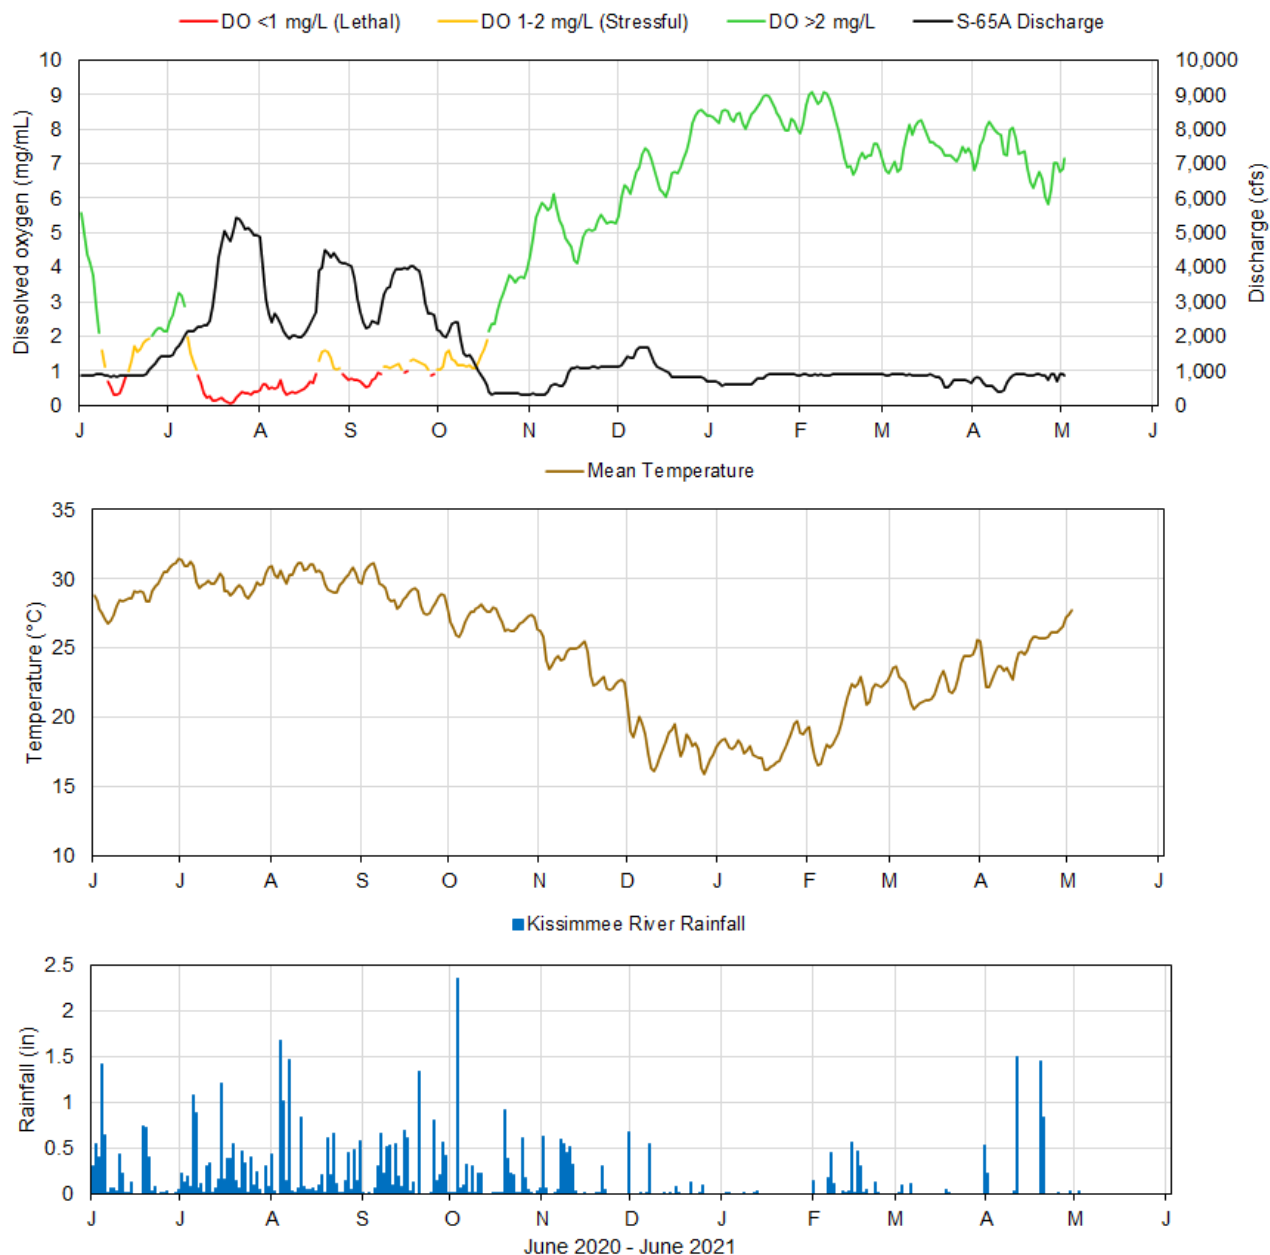 DO <1 mg/L (Lethal) DO 1-2 mg/L (Stressful) DO >2 mg/L S-65A Discharge
10 10,000
9 9,000
8 8,000
7 7,000
6 6,000
5 5,000
4 4,000
3 3,000
2 2,000
1 1,000
0 0
Dissolved oxygen (mg/mL)
Discharge (cfs)
J J A S O N D J F M A M J
Mean Temperature
35
30
25
20
15
10
Temperature (°C)
J J A S O N D J F M A M J
Kissimmee River Rainfall
2.5
2
1.5
1
0.5
0
Rainfall (in)
J J A S O N D J F M A M J
June 2020 - June 2021